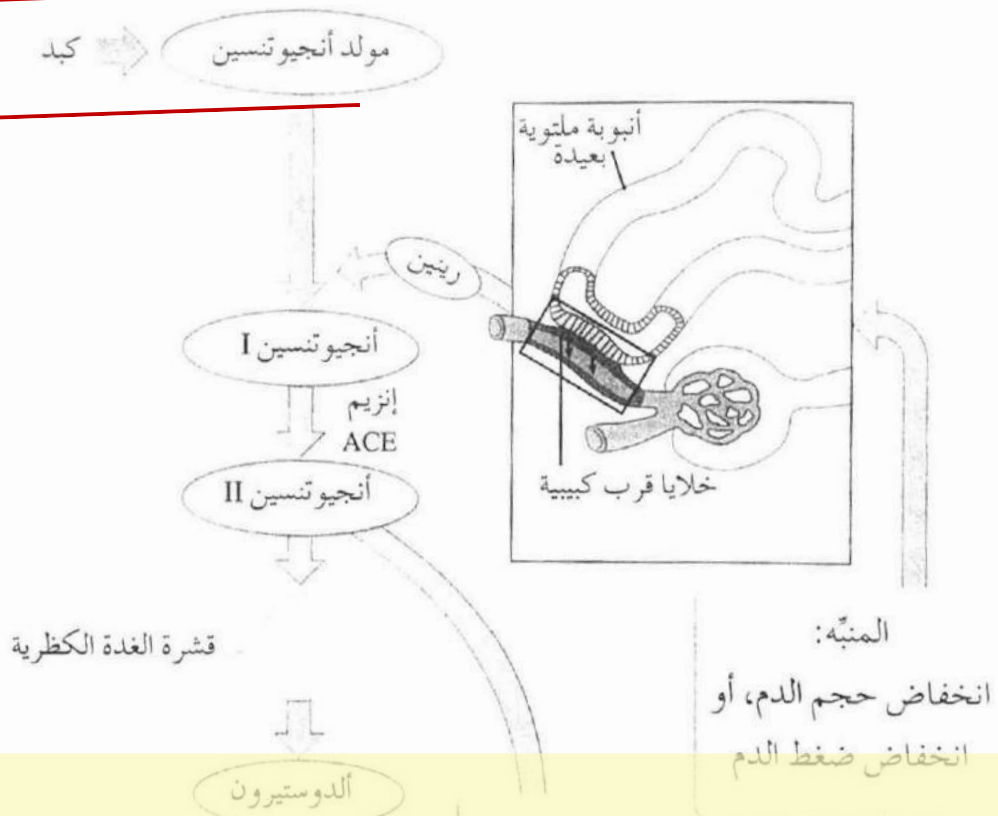 كبد
مولد أنجيوتنسين
أنبوبة ملتوية
بعيدة
رينين
أنجيوتنسين I
إنزيم
ACE
أنجيوتنسين II
خلايا قرب كبيبية
قشرة الغدة الكظرية
المنبِّه:
انخفاض حجم الدم، أو
انخفاض ضغط الدم
ألدوستيرون